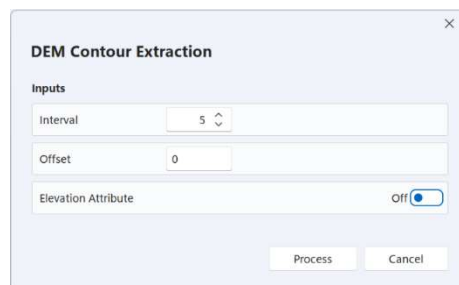 DEM Contour Extraction
Inputs
Interval 5
Offset 0
Elevation Attribute Off
Process Cancel